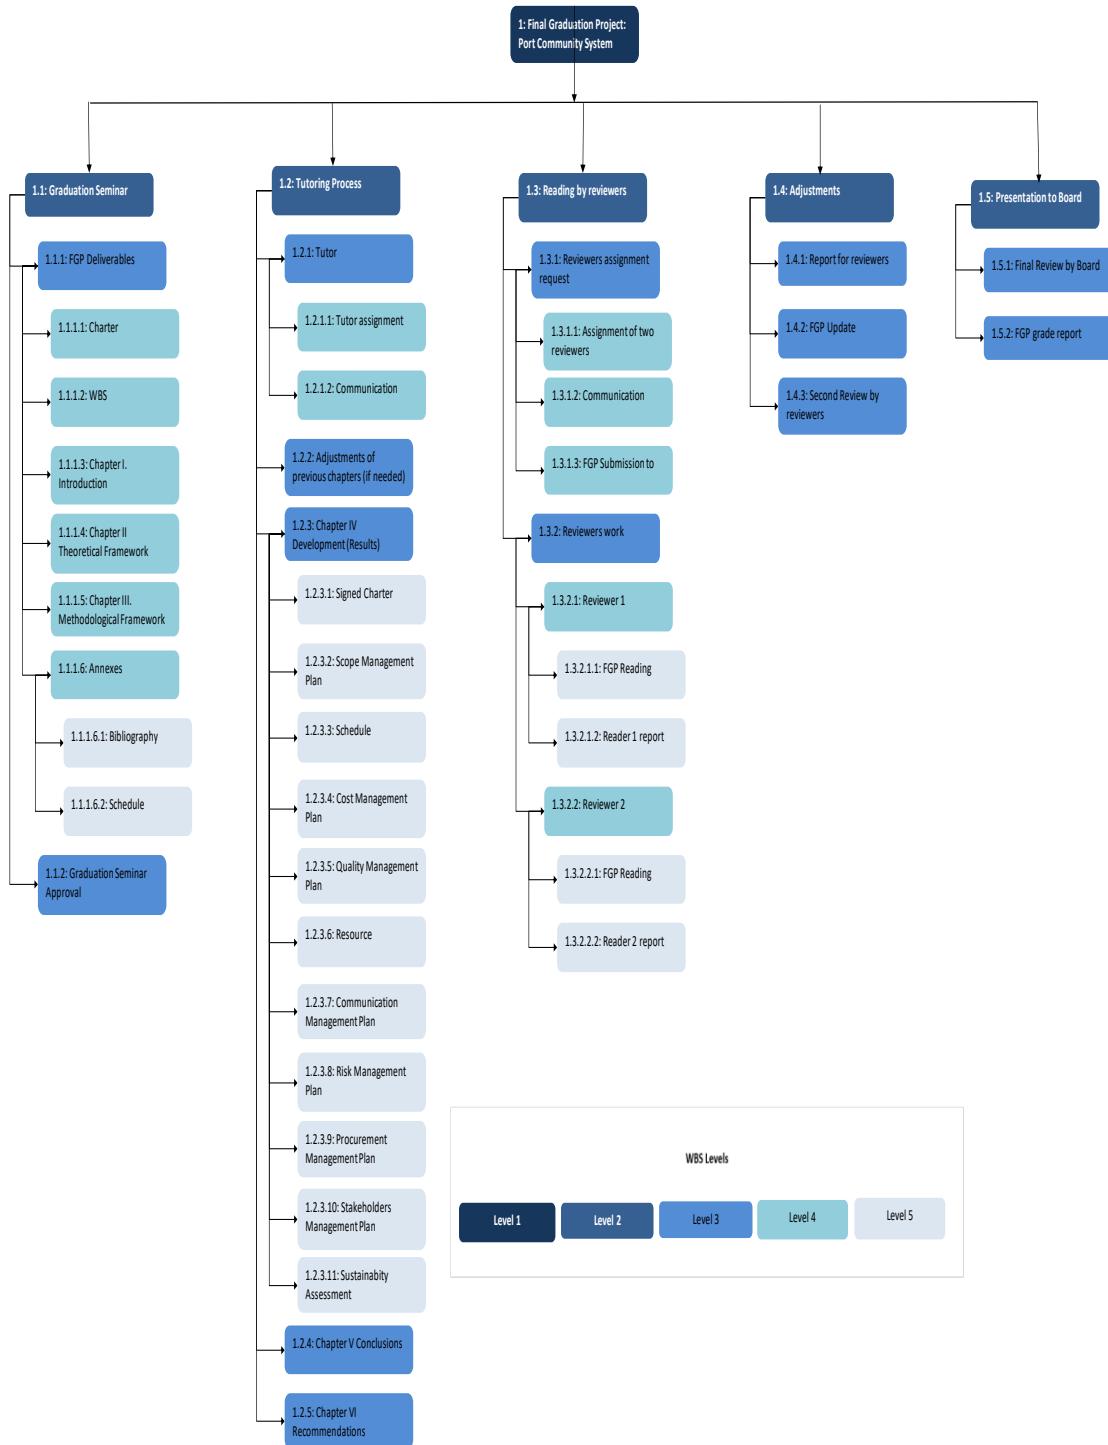 1: Final Graduation Project:
Port Community System
1.1: Graduation Seminar
1.1.1: FGP Deliverables
1.1.1.1: Charter
1.1.1.2: WBS
1.1.1.3: Chapter I.
Introduction
1.1.1.4: Chapter II
Theoretical Framework
1.1.1.5: Chapter III.
Methodological Framework
1.1.1.6: Annexes
1.1.1.6.1: Bibliography
1.1.1.6.2: Schedule
1.1.2: Graduation Seminar
Approval
1.2: Tutoring Process
1.2.1: Tutor
1.2.1.1: Tutor assignment
1.2.1.2: Communication
1.2.2: Adjustments of
previous chapters (if needed)
1.2.3: Chapter IV
Development (Results)
1.2.3.1: Signed Charter
1.2.3.2: Scope Management
Plan
1.2.3.3: Schedule
1.2.3.4: Cost Management
Plan
1.2.3.5: Quality Management
Plan
1.2.3.6: Resource
1.2.3.7: Communication
Management Plan
1.2.3.8: Risk Management
Plan
1.2.3.9: Procurement
Management Plan
1.2.3.10: Stakeholders
Management Plan
1.2.3.11: Sustainabity
Assessment
1.2.4: Chapter V Conclusions
1.2.5: Chapter VI
Recommendations
1.3: Reading by reviewers
1.3.1: Reviewers assignment
request
1.3.1.1: Assignment of two
reviewers
1.3.1.2: Communication
1.3.1.3: FGP Submission to
1.3.2: Reviewers work
1.3.2.1: Reviewer 1
1.3.2.1.1: FGP Reading
1.3.2.1.2: Reader 1 report
1.3.2.2: Reviewer 2
1.3.2.2.1: FGP Reading
1.3.2.2.2: Reader 2 report
1.4: Adjustments
1.4.1: Report for reviewers
1.4.2: FGP Update
1.4.3: Second Review by
reviewers
1.5: Presentation to Board
1.5.1: Final Review by Board
1.5.2: FGP grade report
WBS Levels
Level 1
Level 2
Level 3
Level 4
Level 5